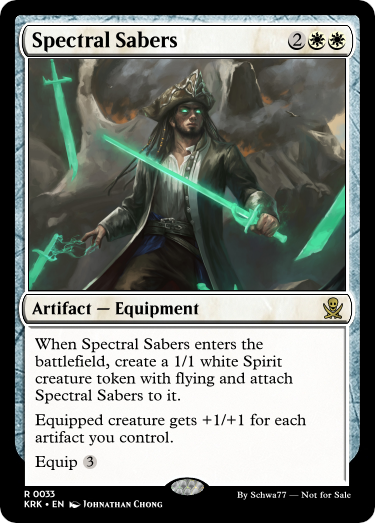 Spectral Sabers 2
Artifact — Equipment
When Spectral Sabers enters the
battlefield, create a 1/1 white Spirit
creature token with flying and attach
Spectral Sabers to it.
Equipped creature gets +1/+1 for each
artifact you control.
Equip 3
R 0033
KRK • EN Johnathan Chong
By Schwa77 — Not for Sale